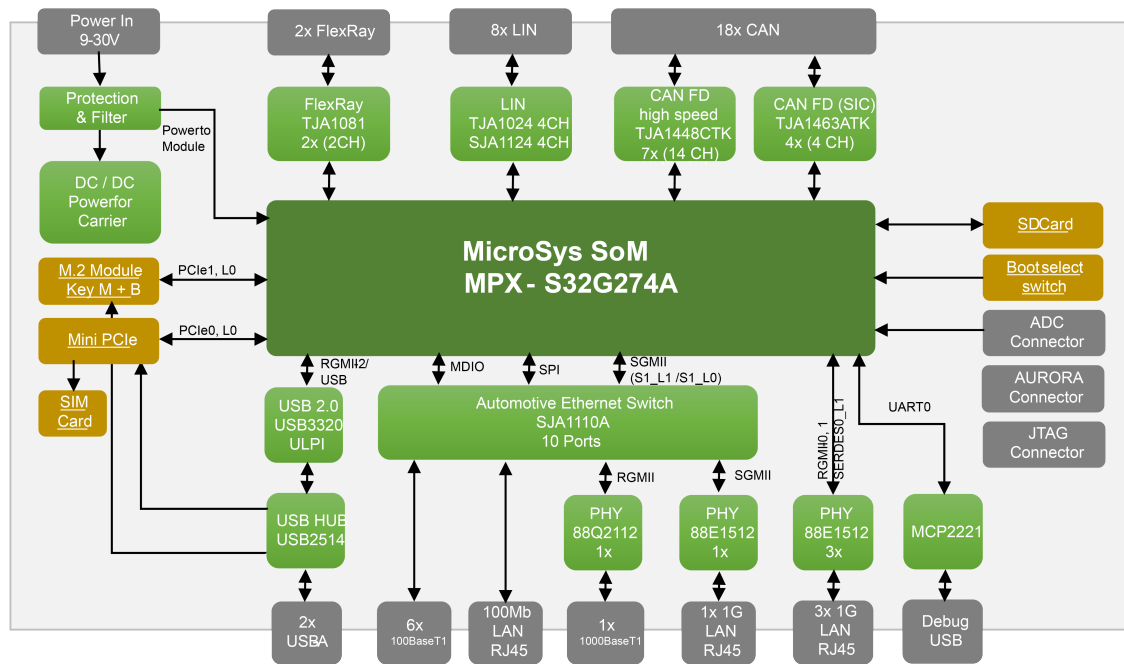 Power In
9-30V
2x FlexRay
8x LIN
18x CAN
Protection
& Filter
Powerto
Module
FlexRay
TJA1081
2x (2CH)
LIN
TJA1024 4CH
SJA1124 4CH
CAN FD
high speed
TJA1448CTK
7x (14 CH)
CAN FD (SIC)
TJA1463ATK
4x (4 CH)
DC / DC
Powerfor
Carrier
MicroSys SoM
MPX - S32G274A
SDCard
Bootselect
switch
M.2 Module
Key M + B
PCIe1, L0
Mini PCIe
PCIe0, L0
SIM
Card
ADC
Connector
AURORA
Connector
JTAG
Connector
RGMII-2/
USB
MDIO
SPI
SGMII
(S1_L1 /S1_L0)
USB 2.0
USB3320
ULPI
Automotive Ethernet Switch
SJA1110A
10 Ports
RGMII-0, 1
SERDES0_L1
UART0
RGMII
SGMII
USB HUB
USB2514
PHY
88Q2112
1x
PHY
88E1512
1x
PHY
88E1512
3x
MCP2221
2x
USB-A
6x
100BaseT1
100Mb
LAN
RJ45
1x
1000BaseT1
1x 1G
LAN
RJ45
3x 1G
LAN
RJ45
Debug
USB